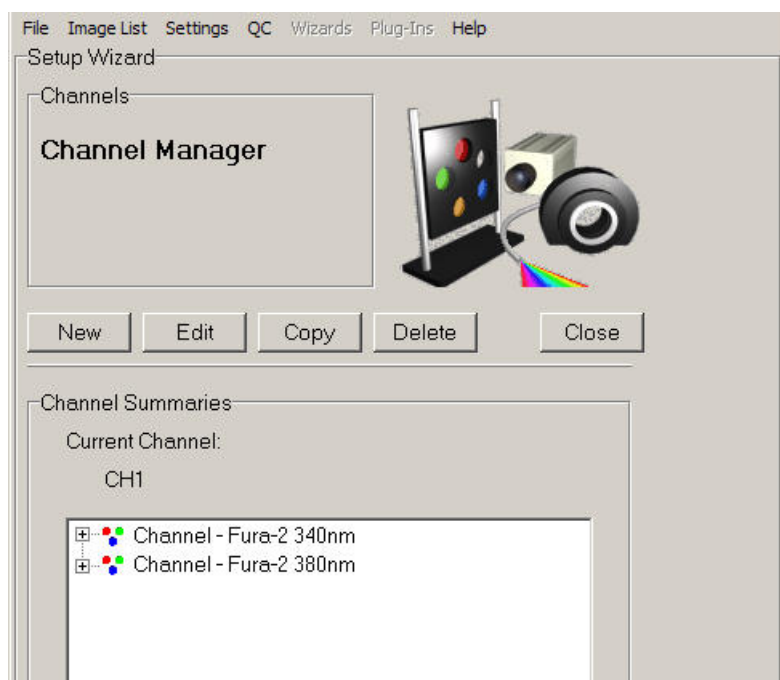 File Image List Settings QC Wizards Plug-Ins Help
Setup Wizard
Channels
Channel Manager
New Edit Copy Delete Close
Channel Summaries
Current Channel:
CH1
Channel - Fura-2 340nm
Channel - Fura-2 380nm